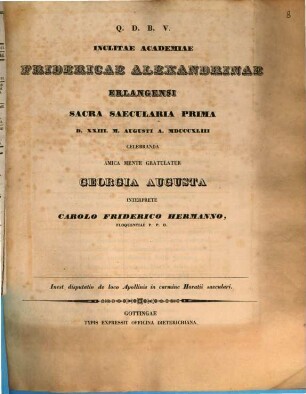 8
Q. D. B. V.
INCLITAE ACADEMIAE
FRIDERICAE ALEXANDRINAE
ERLANGENSI
SACRA SAECULARIA PRIMA
D. XXIII. M. AUGUSTI A. MDCCCXLIII
CELEBRANDA
AMICA MENTE GRATULATUR
GEORGIA AUGUSTA
INTERPRETE
CAROLO FRIDERICO HERMANNO,
ELOQUENTIAE P. P. O.
Inest disputatio de loco Apollinis in carmine Horatii saeculari.
GOTTINGAE
TYPIS EXPRESSIT OFFICINA DIETERICHIANA.